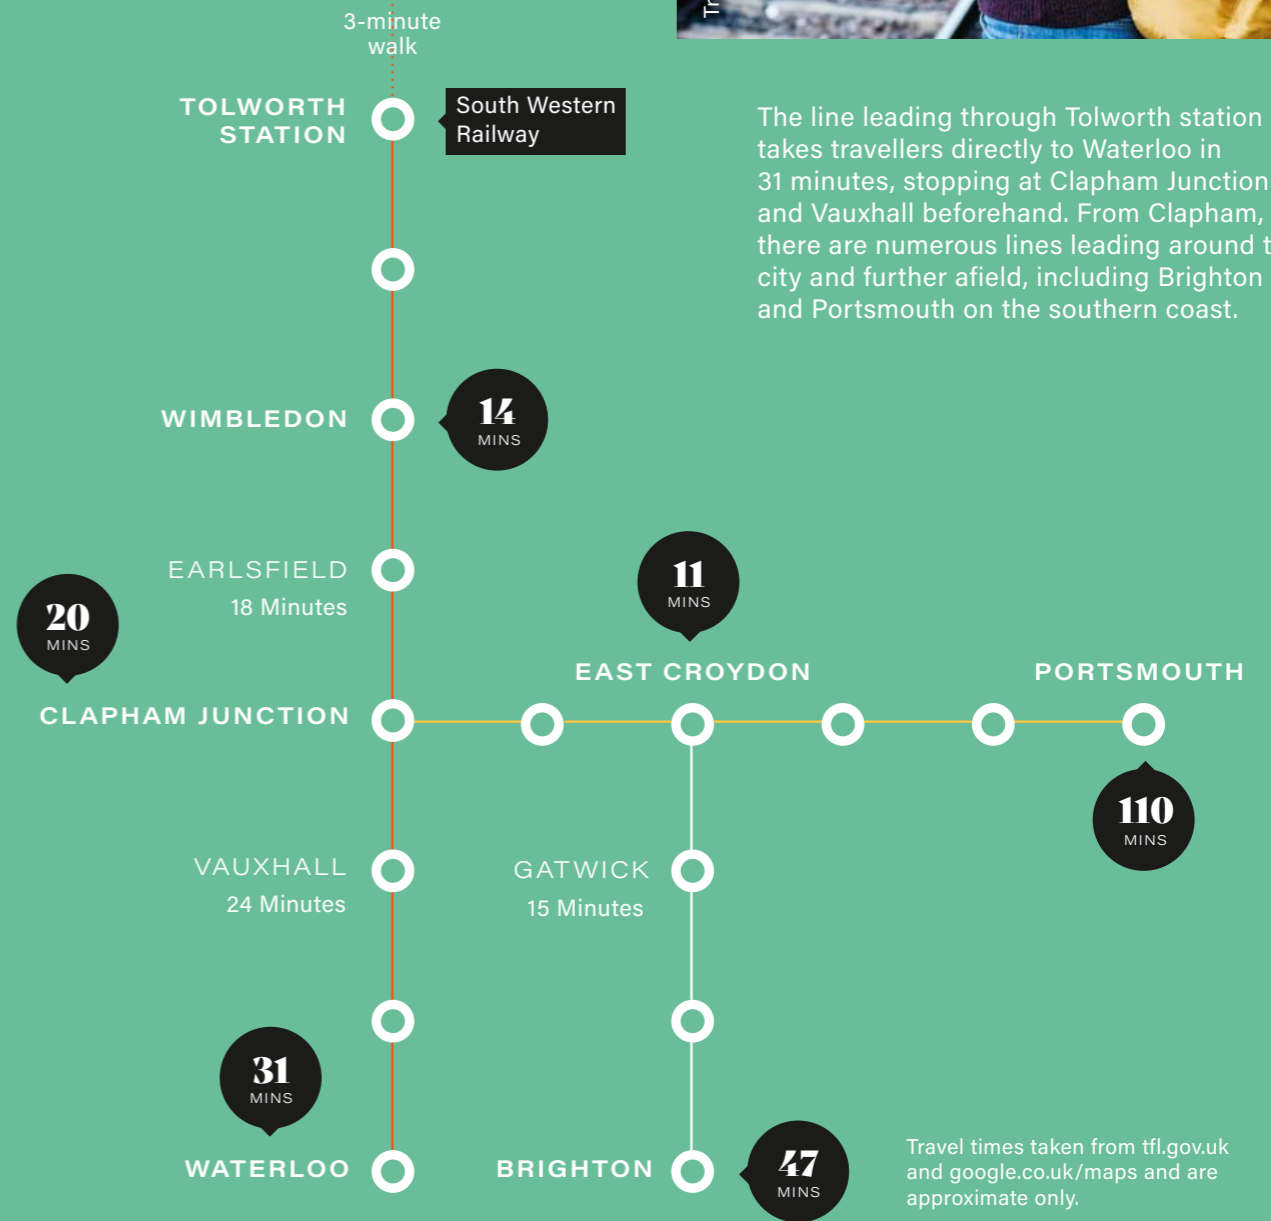 3-minute
walk
TOLWORTH
STATION
South Western
Railway
The line leading through Tolworth station
takes travellers directly to Waterloo in
31 minutes, stopping at Clapham Junction
and Vauxhall beforehand. From Clapham,
there are numerous lines leading around
city and further afield, including Brighton
and Portsmouth on the southern coast.
WIMBLEDON
14
MINS
EARLSFIELD
18 Minutes
20
MINS
CLAPHAM JUNCTION
11
MINS
EAST CROYDON
PORTSMOUTH
110
MINS
VAUXHALL
24 Minutes
GATWICK
15 Minutes
31
MINS
WATERLOO
BRIGHTON
47
MINS
Travel times taken from tfl.gov.uk
and google.co.uk/maps and are
approximate only.